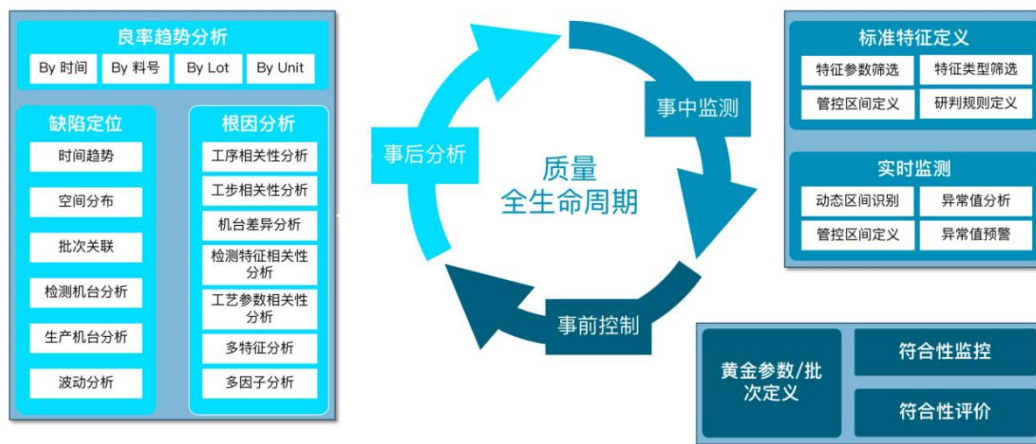 良率趋势分析
By 时间
By 料号
By Lot
By Unit
缺陷定位
时间趋势
空间分布
批次关联
检测机台分析
生产机台分析
波动分析
根因分析
工序相关性分析
工步相关性分析
机台差异分析
检测特征相关性
分析
工艺参数相关性
分析
多特征分析
多因子分析
事后分析
事中监测
质量
全生命周期
事前控制
标准特征定义
特征参数筛选
特征类型筛选
管控区间定义
研判规则定义
实时监测
动态区间识别
异常值分析
管控区间定义
异常值预警
黄金参数/批
次定义
符合性监控
符合性评价